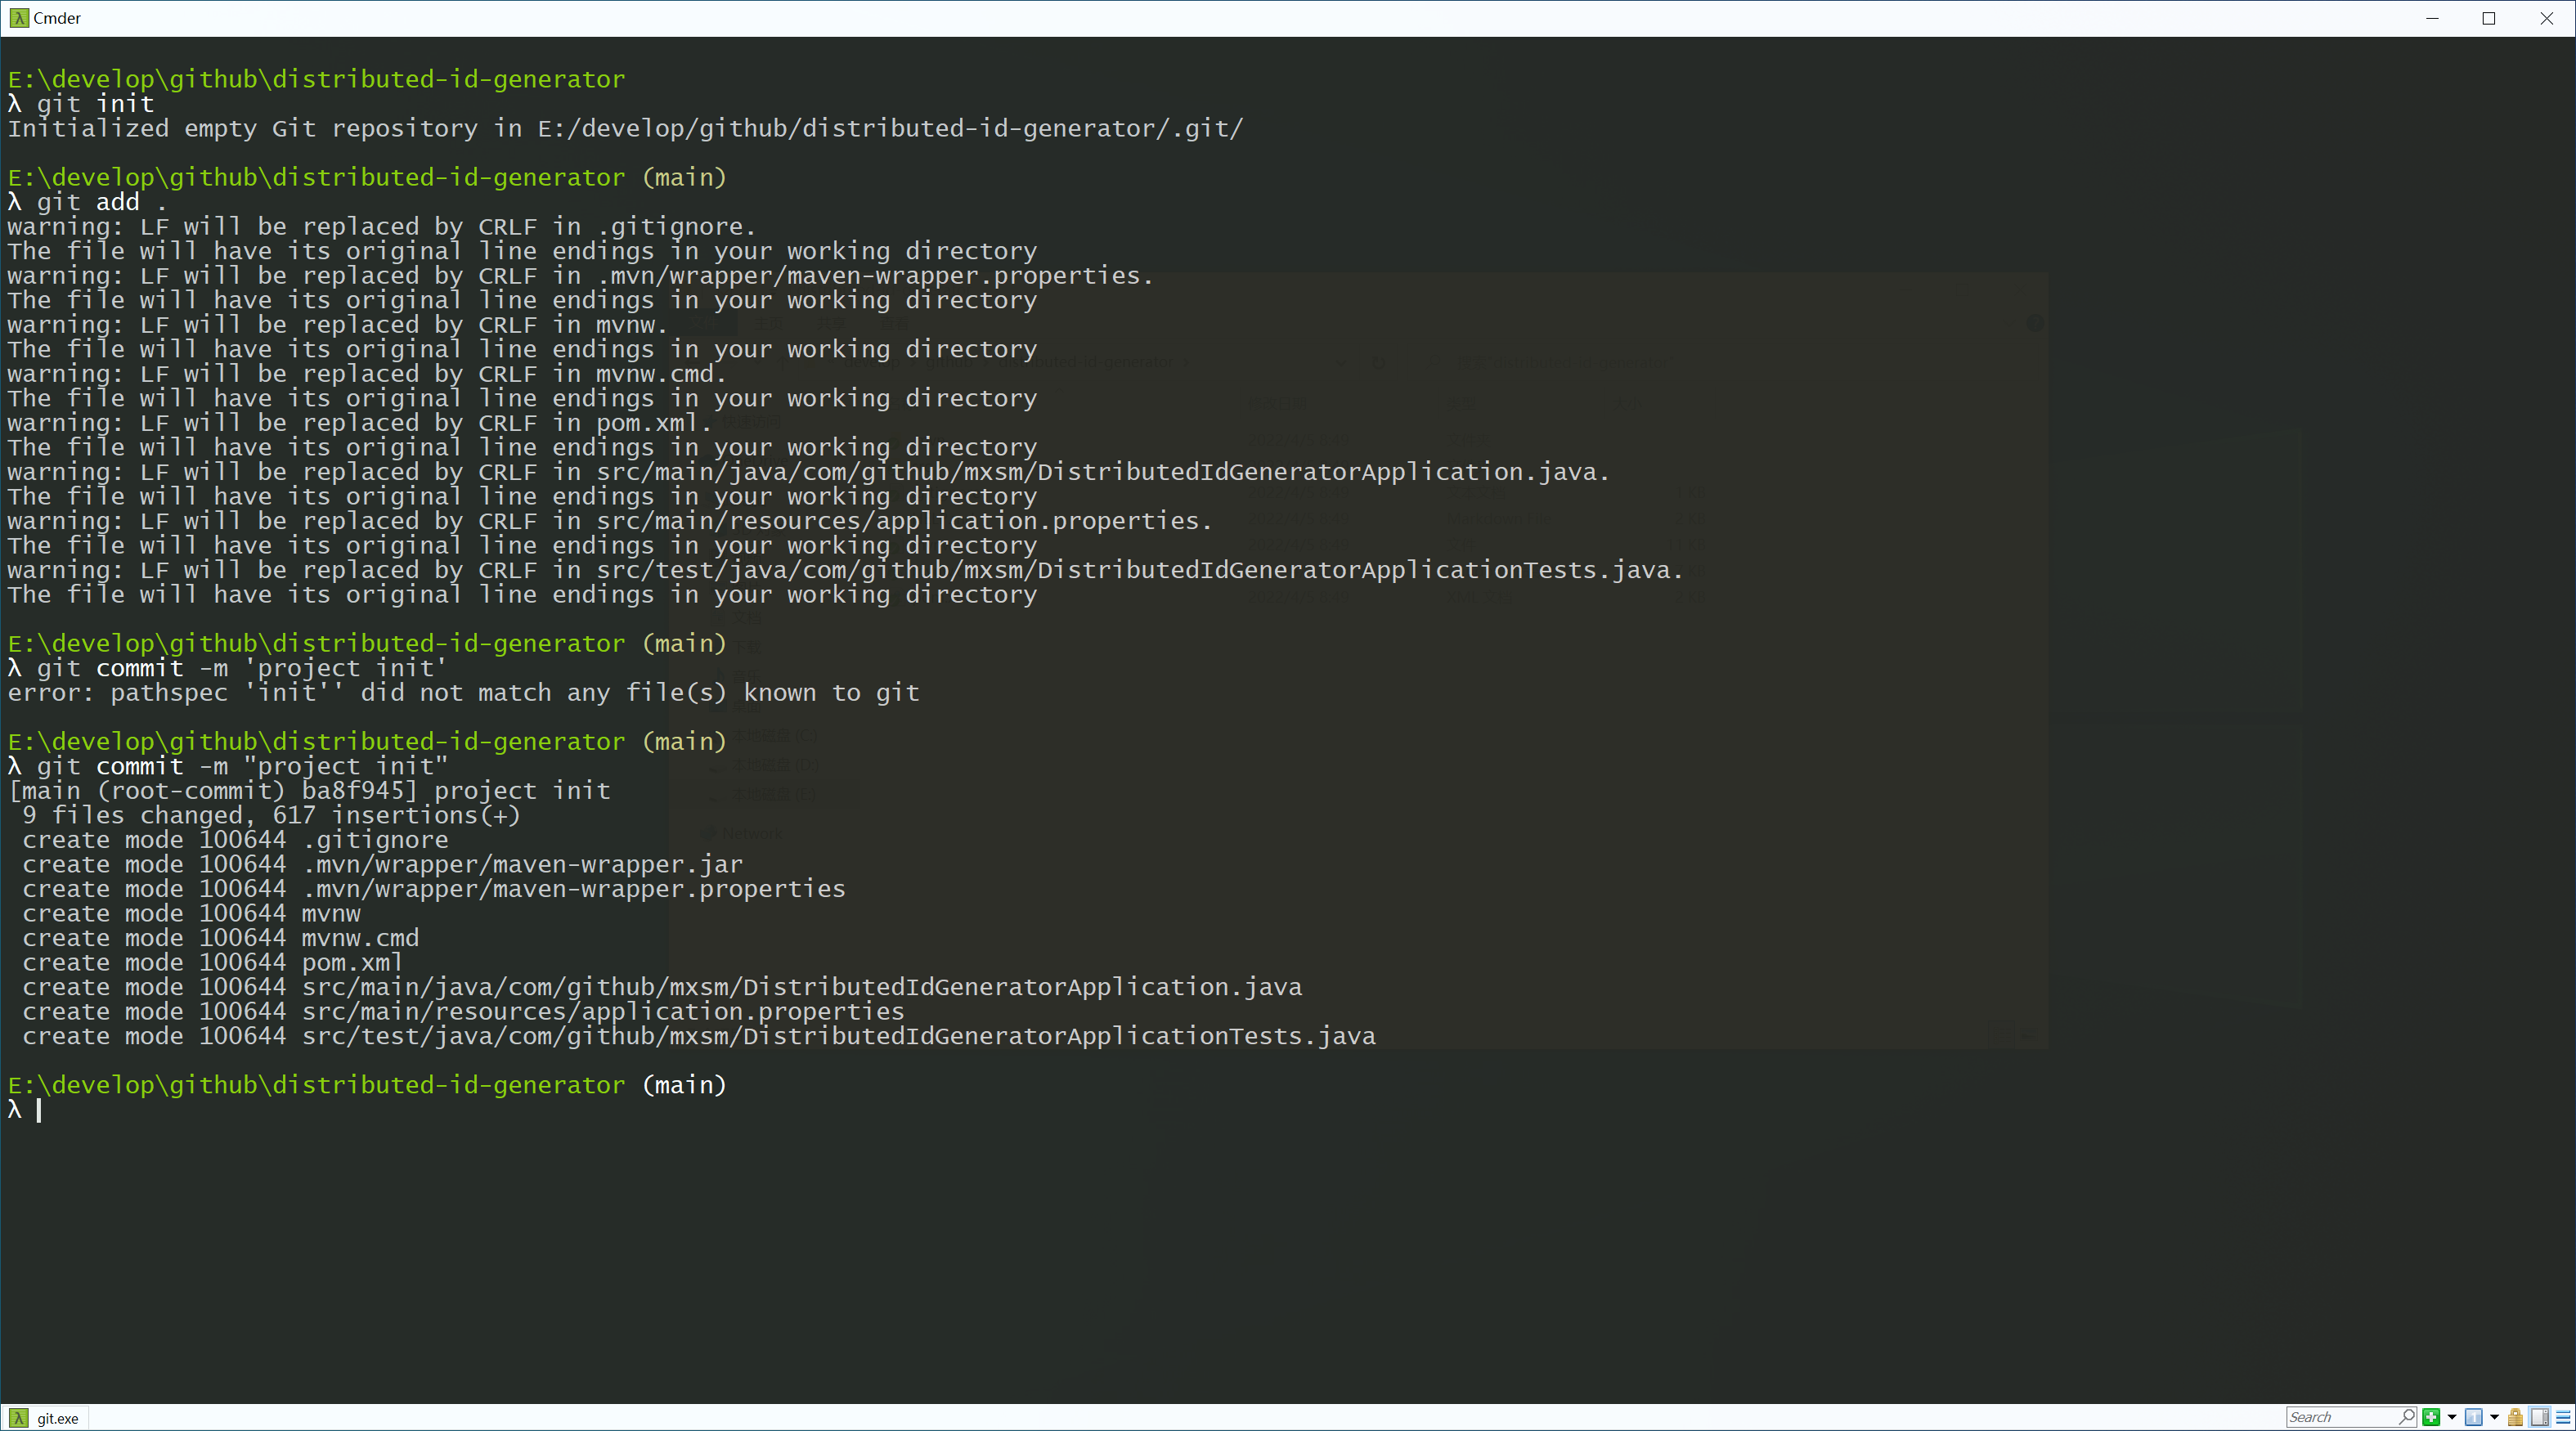 Cmder
E:\develop\github\distributed-id-generator
λ git init
Initialized empty Git repository in E:/develop/github/distributed-id-generator/.git/
E:\develop\github\distributed-id-generator (main)
λ git add .
warning: LF will be replaced by CRLF in .gitignore.
The file will have its original line endings in your working directory
warning: LF will be replaced by CRLF in .mvn/wrapper/maven-wrapper.properties.
The file will have its original line endings in your working directory
warning: LF will be replaced by CRLF in mvnw.
The file will have its original line endings in your working directory
warning: LF will be replaced by CRLF in mvnw.cmd.
The file will have its original line endings in your working directory
warning: LF will be replaced by CRLF in pom.xml.
The file will have its original line endings in your working directory
warning: LF will be replaced by CRLF in src/main/java/com/github/mxsm/DistributedIdGeneratorApplication.java.
The file will have its original line endings in your working directory
warning: LF will be replaced by CRLF in src/main/resources/application.properties.
The file will have its original line endings in your working directory
warning: LF will be replaced by CRLF in src/test/java/com/github/mxsm/DistributedIdGeneratorApplicationTests.java.
The file will have its original line endings in your working directory
E:\develop\github\distributed-id-generator (main)
λ git commit -m 'project init'
error: pathspec 'init'' did not match any file(s) known to git
E:\develop\github\distributed-id-generator (main)
λ git commit -m "project init"
[main (root-commit) ba8f945] project init
 9 files changed, 617 insertions(+)
 create mode 100644 .gitignore
 create mode 100644 .mvn/wrapper/maven-wrapper.jar
 create mode 100644 .mvn/wrapper/maven-wrapper.properties
 create mode 100644 mvnw
 create mode 100644 mvnw.cmd
 create mode 100644 pom.xml
 create mode 100644 src/main/java/com/github/mxsm/DistributedIdGeneratorApplication.java
 create mode 100644 src/main/resources/application.properties
 create mode 100644 src/test/java/com/github/mxsm/DistributedIdGeneratorApplicationTests.java
E:\develop\github\distributed-id-generator (main)
λ
git.exe
Search